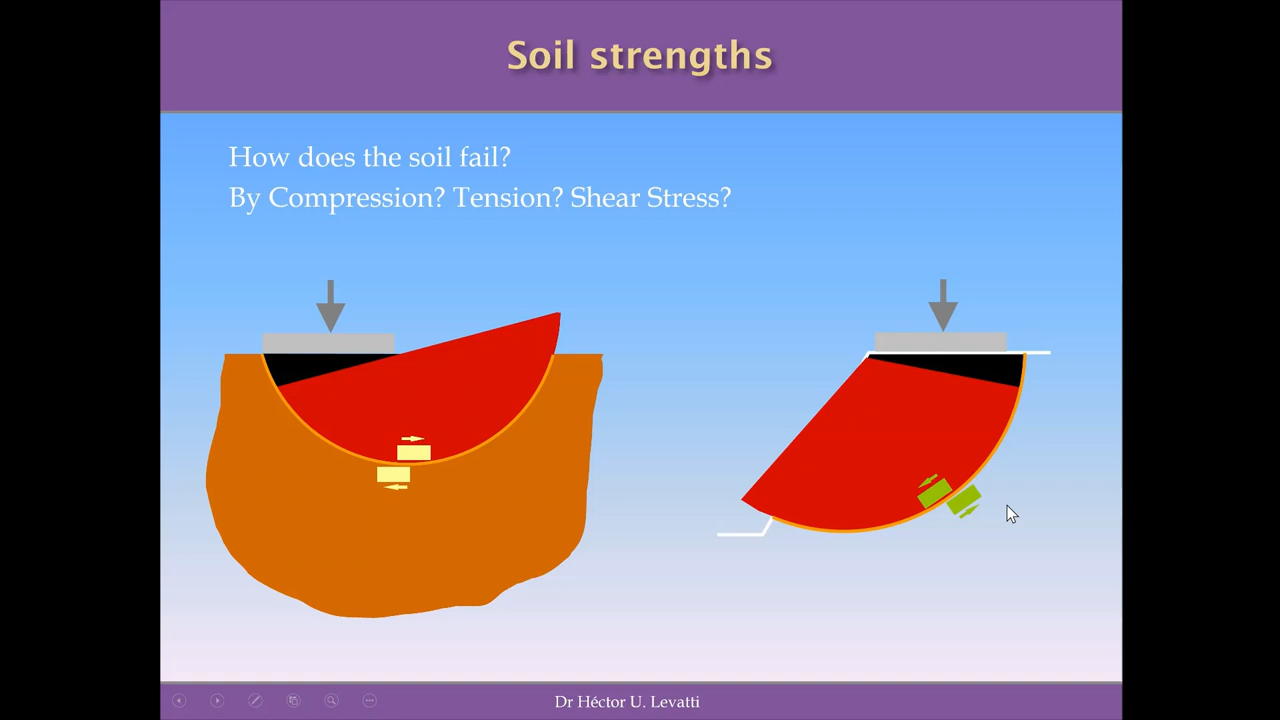 Soil strengths
How does the soil fail?
By Compression? Tension? Shear Stress?
Dr Héctor U. Levatti